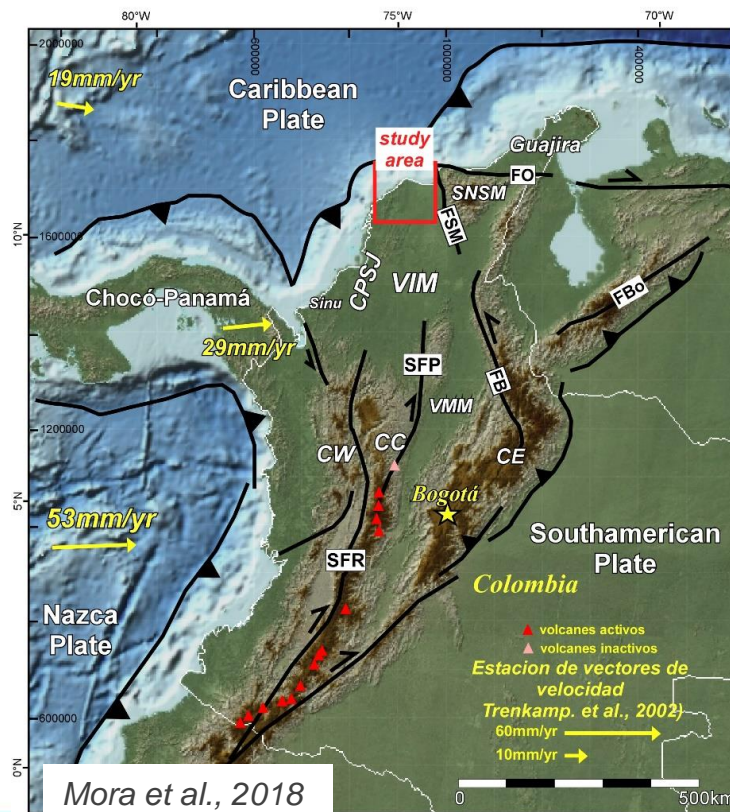 80°W
75°W
70°W
2000000
600000
1000000
400000
19mm/yr
Caribbean
Plate
study
area
Guajira
FO
SNSM
FSM
10°N
1600000
CPSJ
VIM
Chocó-Panamá
Sinu
FBo
29mm/yr
SFP
FB
VMM
1200000
CW
CC
CE
Bogotá
5°N
53mm/yr
Southamerican
Plate
SFR
Colombia
Nazca
Plate
volcanes activos
volcanes inactivos
Estacion de vectores de
velocidad
Trenkamp. et al., 2002)
600000
60mm/yr
10mm/yr
0°N
Mora et al., 2018
0
500km